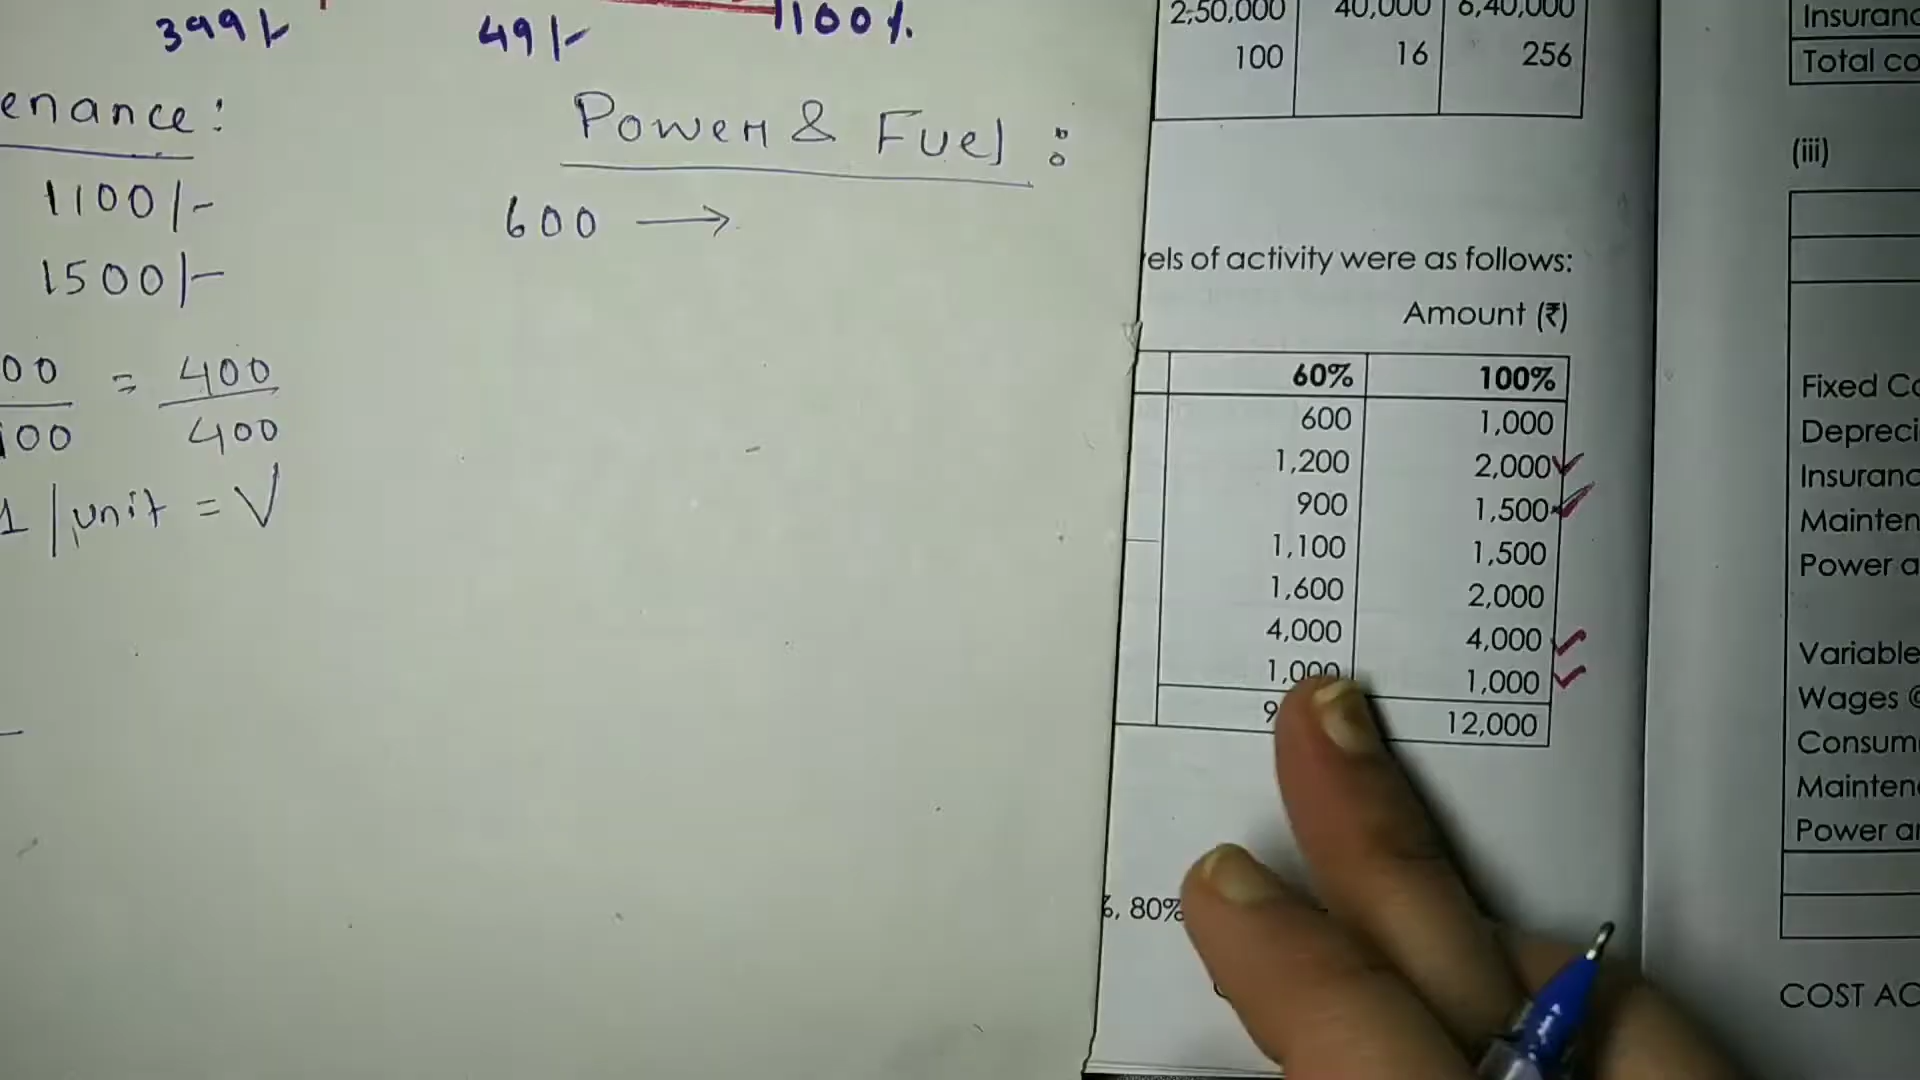 399/- 49/- 1100%
enance:
1100/-
1500/-
00 = 400
100 400
1/unit = V
Power & Fuel:
600 →
2,50,000 40,000 6,40,000
100 16 256
els of activity were as follows:
Amount (₹)
60% 100%
600 1,000
1,200 2,000
900 1,500
1,100 1,500
1,600 2,000
4,000 4,000
1,000 1,000
9 12,000
, 80%
Insuranc
Total co
(iii)
Fixed Co
Depreci
Insuranc
Mainten
Power a
Variable
Wages @
Consum
Mainten
Power an
COST AC